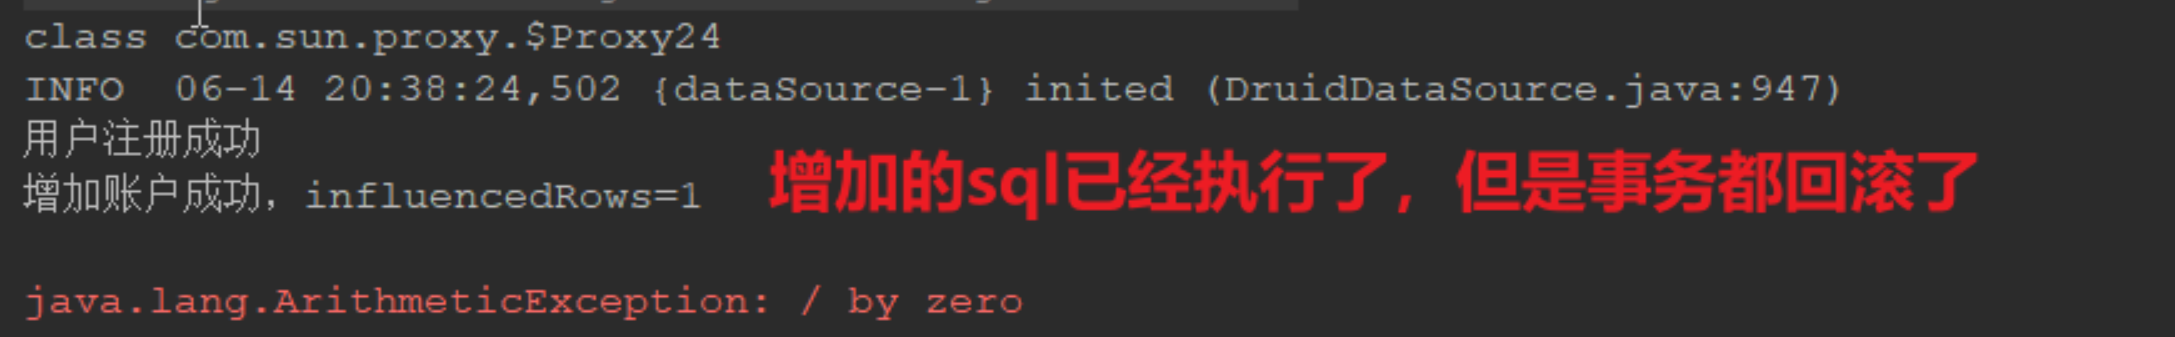 class com.sun.proxy.$Proxy24
INFO  06-14 20:38:24,502 {dataSource-1} inited (DruidDataSource.java:947)
用户注册成功
增加账户成功，influencedRows=1
增加的sql已经执行了，但是事务都回滚了
java.lang.ArithmeticException: / by zero